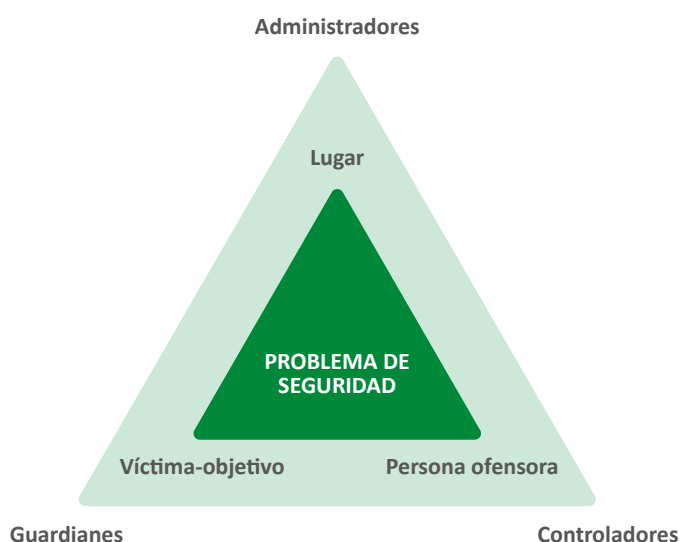 Administradores
Lugar
PROBLEMA DE
SEGURIDAD
Víctima-objetivo
Persona ofensora
Guardianes
Controladores